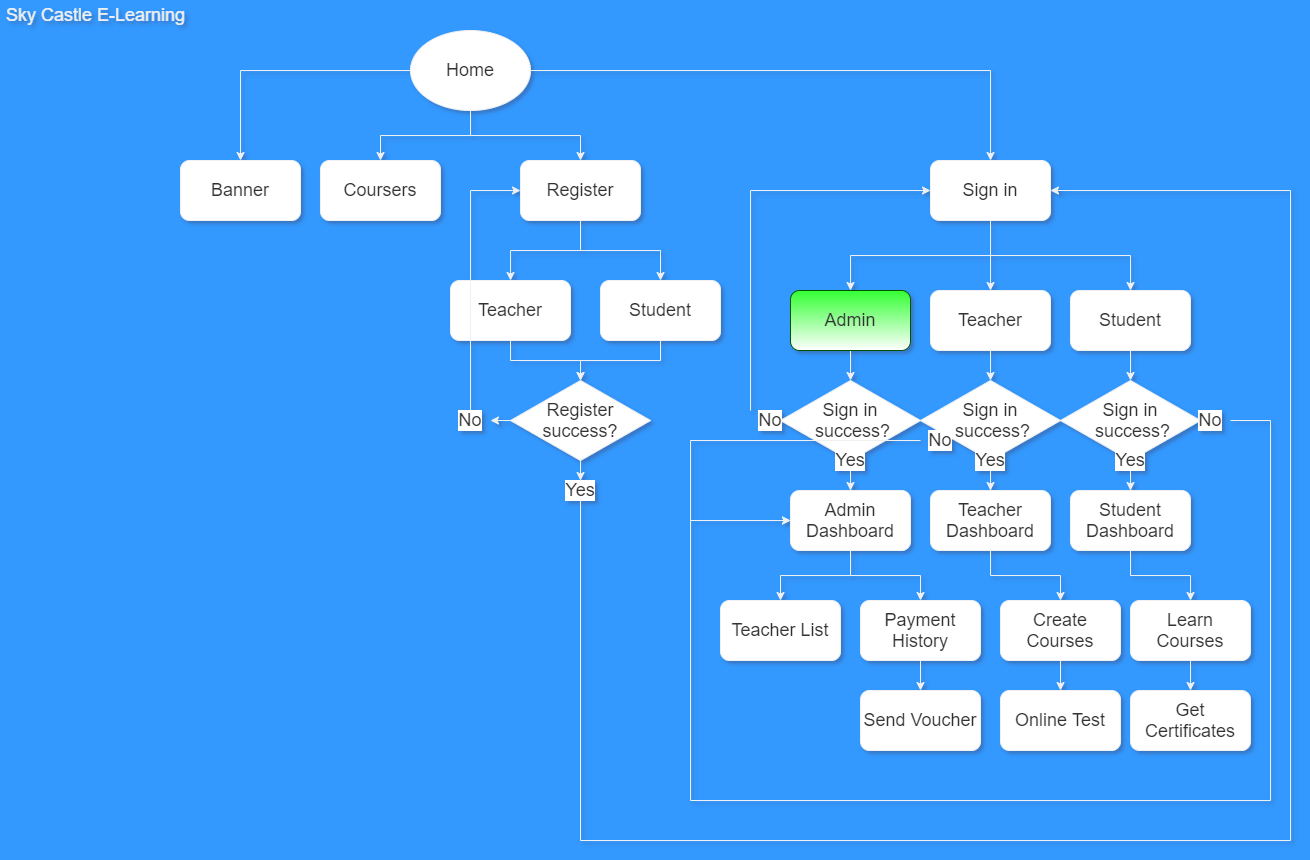 Sky Castle E-Learning
Home
Banner
Coursers
Register
Sign in
Teacher
Student
Admin
Teacher
Student
No
Register
success?
Yes
No
Sign in
success?
Yes
No
Sign in
success?
Yes
Sign in
success?
No
Yes
Admin
Dashboard
Teacher
Dashboard
Student
Dashboard
Teacher List
Payment
History
Create
Courses
Learn
Courses
Send Voucher
Online Test
Get
Certificates